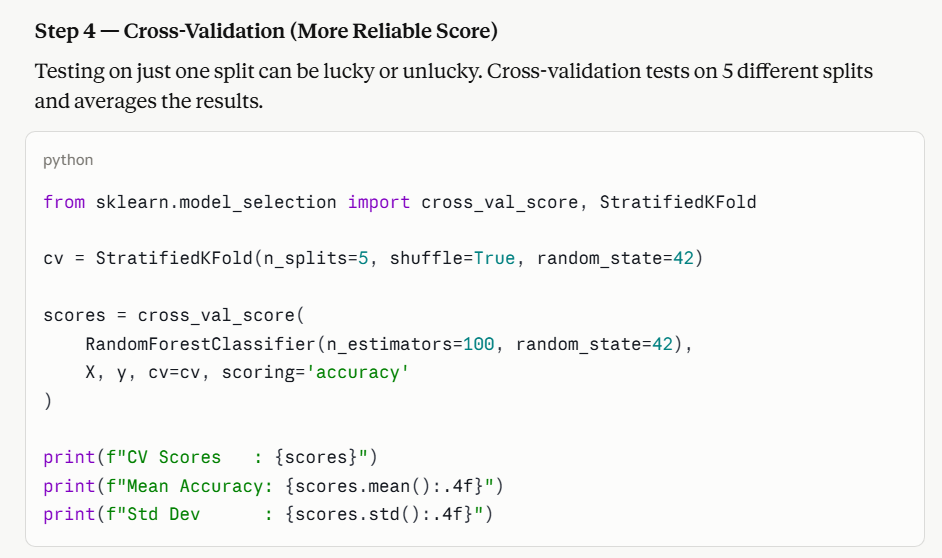 Step 4 — Cross-Validation (More Reliable Score)
Testing on just one split can be lucky or unlucky. Cross-validation tests on 5 different splits
and averages the results.
python
from sklearn.model_selection import cross_val_score, StratifiedKFold
cv = StratifiedKFold(n_splits=5, shuffle=True, random_state=42)
scores = cross_val_score(
    RandomForestClassifier(n_estimators=100, random_state=42),
    X, y, cv=cv, scoring='accuracy'
)
print(f"CV Scores   : {scores}")
print(f"Mean Accuracy: {scores.mean():.4f}")
print(f"Std Dev      : {scores.std():.4f}")